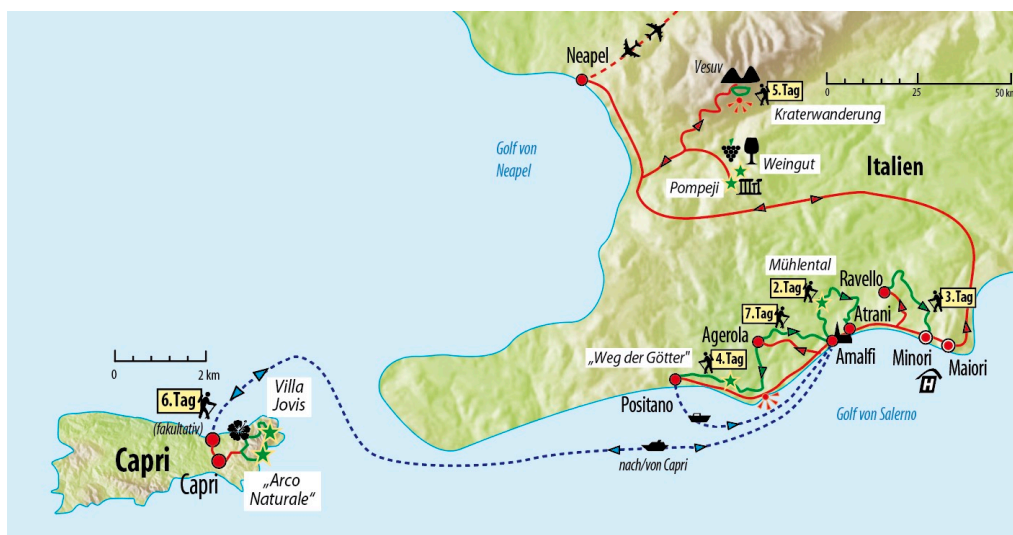 Neapel
Vesuv
5. Tag
Kraterwanderung
0
25
50 km
Golf von
Neapel
Weingut
Pompeji
Italien
Mühlental
2. Tag
Ravello
3. Tag
7. Tag
Atrani
Agerola
Amalfi
Minori
Maiori
H
„Weg der Götter“
4. Tag
Positano
Golf von Salerno
nach/von Capri
0
2 km
6. Tag
(fakultativ)
Villa
Jovis
Capri
Capri
„Arco
Naturale“